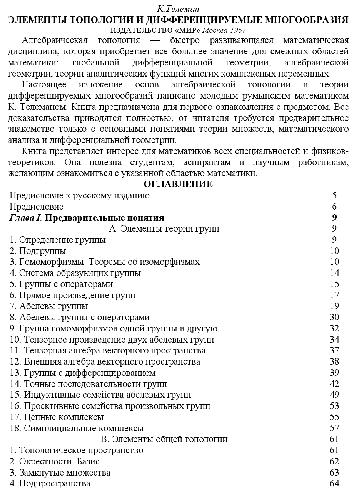 К.Телеман
ЭЛЕМЕНТЫ ТОПОЛОГИИ И ДИФФЕРЕНЦИРУЕМЫЕ МНОГООБРАЗИЯ
ИЗДАТЕЛЬСТВО «МИР» Москва
Алгебраическая топология — быстро развивающаяся математическая
дисциплина, которая приобретает все большее значение для смежных областей
математики: глобальной дифференциальной геометрии, алгебраической
геометрии, теории аналитических функций многих комплексных переменных.
Настоящее изложение основ алгебраической топологии и теории
дифференцируемых многообразий написано молодым румынским математиком
К. Телеманом. Книга предназначена для первого ознакомления с предметом. Все
доказательства приводятся полностью, от читателя требуется предварительное
знакомство только с основными понятиями теории множеств, математического
анализа и дифференциальной геометрии.
Книга представляет интерес для математиков всех специальностей и физиков-
теоретиков. Она полезна студентам, аспирантам и научным работникам,
желающим ознакомиться с указанной областью математики.
ОГЛАВЛЕНИЕ
Предисловие к русскому изданию 5
Предисловие 6
Глава I. Предварительные понятия 9
А. Элементы теории групп 9
1. Определение группы 9
2. Подгруппы 10
3. Гомоморфизмы. Теоремы об изоморфизмах 10
4. Система образующих группы 14
5. Группы с операторами 15
6. Прямое произведение групп 17
7. Абелевы группы 19
8. Абелевы группы с операторами 30
9. Группа гомоморфизмов одной группы в другую 32
10. Тензорное произведение двух абелевых групп 34
11. Тензорная алгебра векторного пространства 37
12. Внешняя алгебра векторного пространства 38
13. Группы с дифференцированием 39
14. Точные последовательности групп 42
15. Индуктивные семейства абелевых групп 49
16. Проективные семейства произвольных групп 53
17. Цепные комплексы 55
18. Симплициальные комплексы 57
В. Элементы общей топологии 61
1. Топологическое пространство 61
2. Окрестности. Базис 62
3. Замкнутые множества 63
4. Подпространства 64